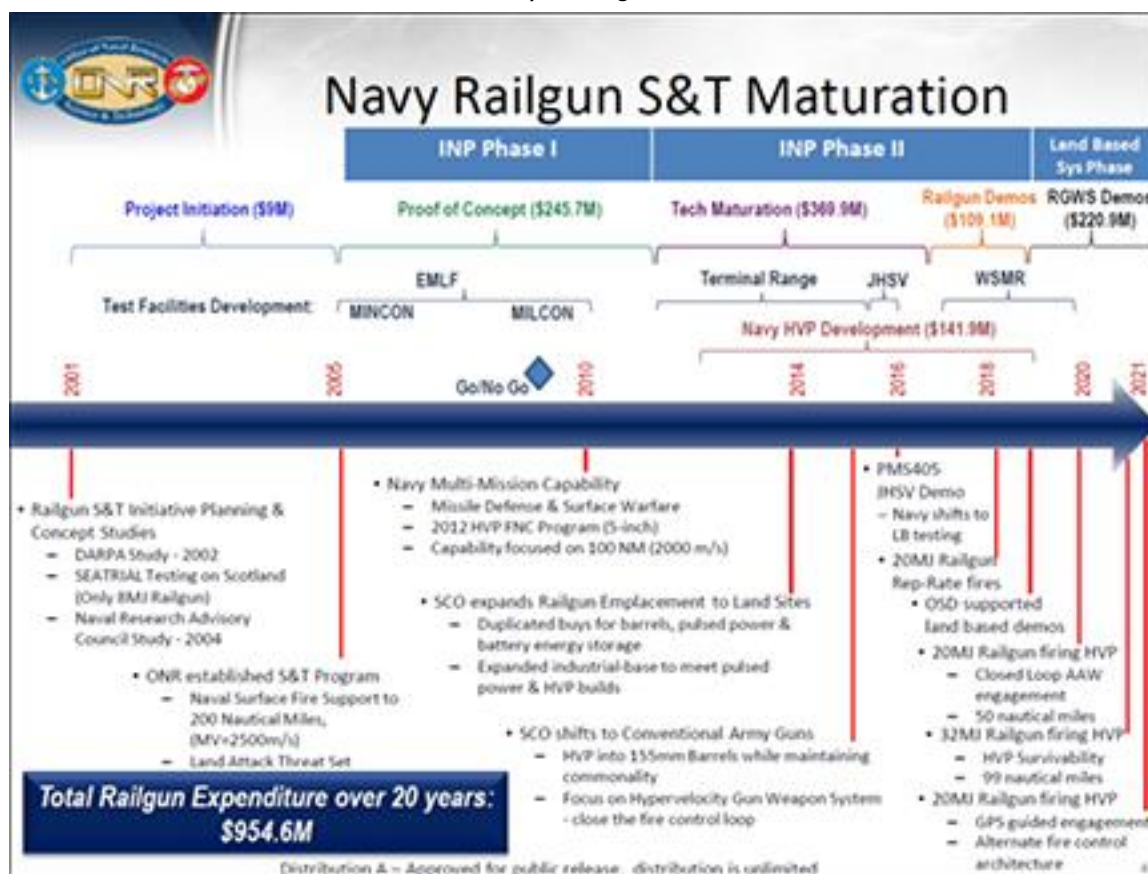 ONR
Navy Railgun S&T Maturation
INP Phase I
INP Phase II
Land Based
Sys Phase
Project Initiation ($9M)
Proof of Concept ($245.7M)
Tech Maturation ($369.9M)
Railgun Demos
($109.1M)
RGWS Demos
($220.9M)
Test Facilities Development:
EMLF
MINCON
MILCON
Terminal Range
JHSV
WSMR
Navy HVP Development ($141.9M)
2001
2005
Go/No Go
2010
2014
2016
2018
2020
2021
• Railgun S&T Initiative Planning &
Concept Studies
– DARPA Study - 2002
– SEATRIAL Testing on Scotland
(Only 8MJ Railgun)
– Naval Research Advisory
Council Study - 2004
• ONR established S&T Program
– Naval Surface Fire Support to
200 Nautical Miles,
(MV=2500m/s)
– Land Attack Threat Set
• Navy Multi-Mission Capability
– Missile Defense & Surface Warfare
– 2012 HVP FNC Program (5-inch)
– Capability focused on 100 NM (2000 m/s)
• SCO expands Railgun Emplacement to Land Sites
– Duplicated buys for barrels, pulsed power &
battery energy storage
– Expanded industrial-base to meet pulsed
power & HVP builds
• SCO shifts to Conventional Army Guns
– HVP into 155mm Barrels while maintaining
commonality
– Focus on Hypervelocity Gun Weapon System
- close the fire control loop
• PMS405
JHSV Demo
– Navy shifts to
LB testing
• 20MJ Railgun
Rep-Rate fires
• OSD supported
land based demos
• 20MJ Railgun firing HVP
– Closed Loop AAW
engagement
– 50 nautical miles
• 32MJ Railgun firing HVP
– HVP Survivability
– 99 nautical miles
• 20MJ Railgun firing HVP
– GPS guided engagement
– Alternate fire control
architecture
Total Railgun Expenditure over 20 years:
$954.6M
Distribution A – Approved for public release, distribution is unlimited